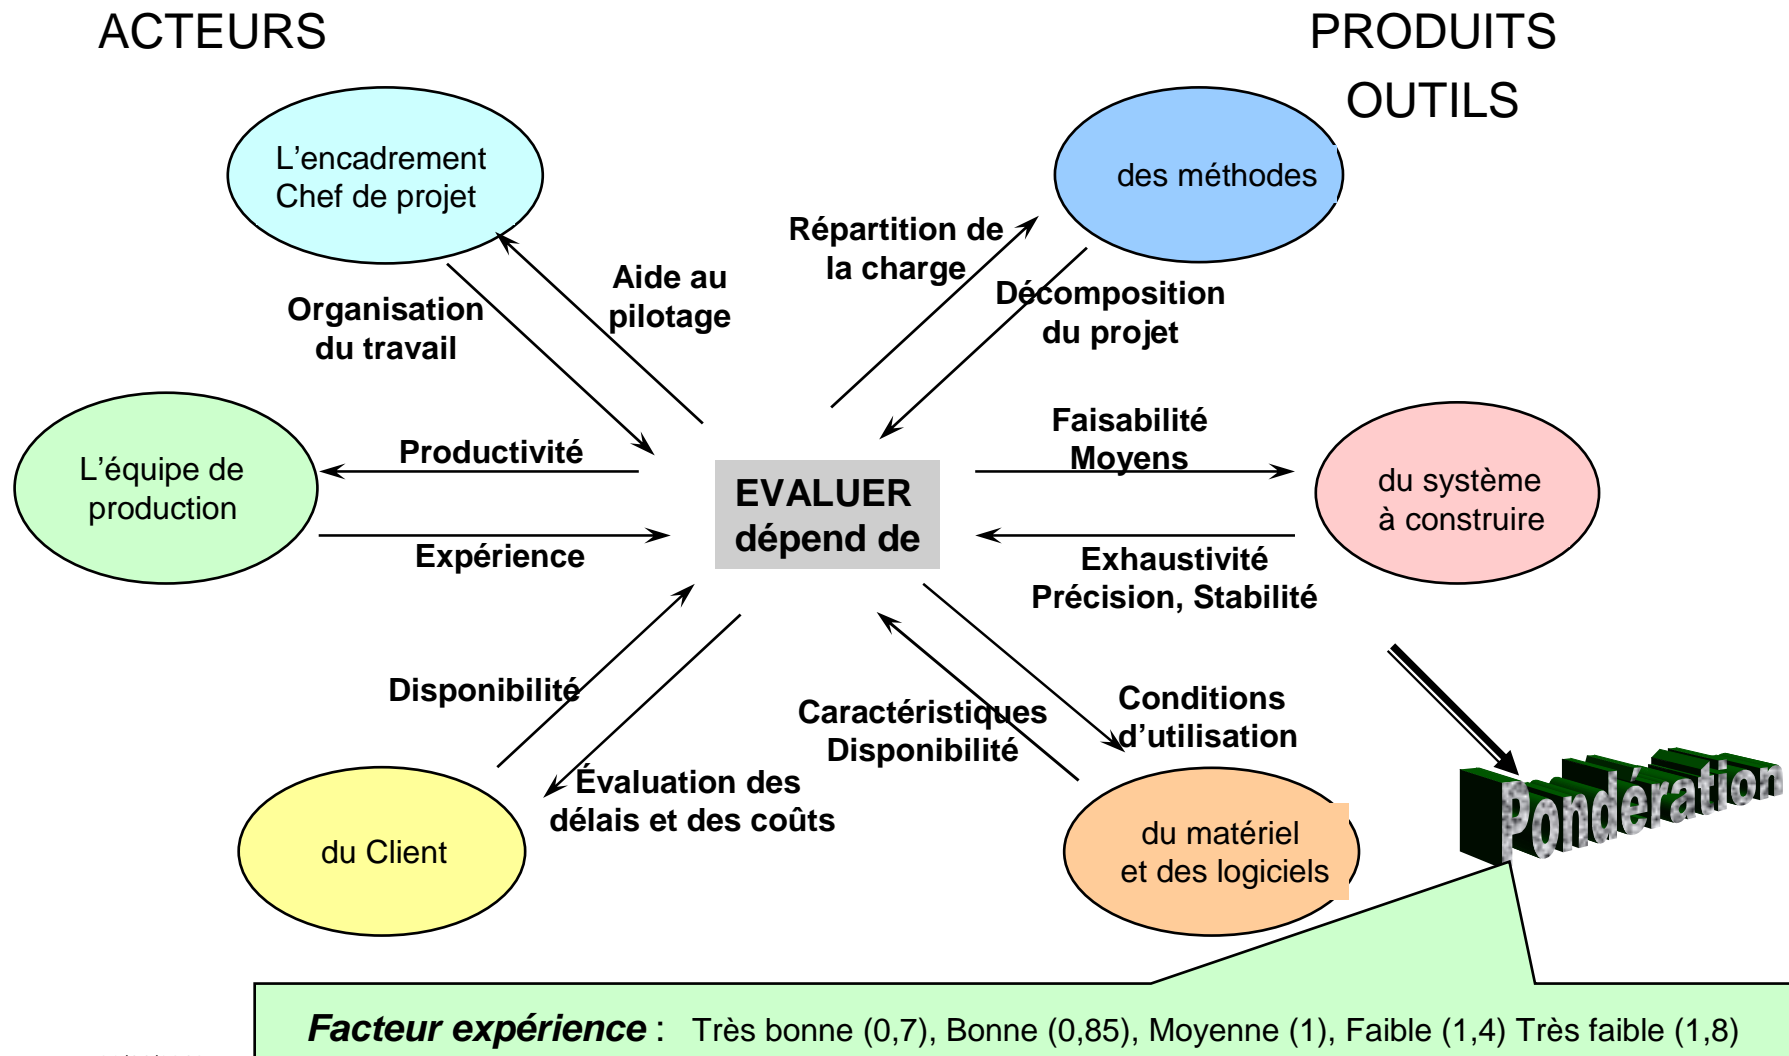 ACTEURS
PRODUITS
OUTILS
L'encadrement
Chef de projet
des méthodes
Répartition de
la charge
Aide au
pilotage
Organisation
du travail
Décomposition
du projet
Faisabilité
Moyens
Productivité
L'équipe de
production
EVALUER
dépend de
du système
à construire
Expérience
Exhaustivité
Précision, Stabilité
Disponibilité
Caractéristiques
Disponibilité
Conditions
d'utilisation
Évaluation des
délais et des coûts
Pondération
du Client
du matériel
et des logiciels
Facteur expérience : Très bonne (0,7), Bonne (0,85), Moyenne (1), Faible (1,4) Très faible (1,8)